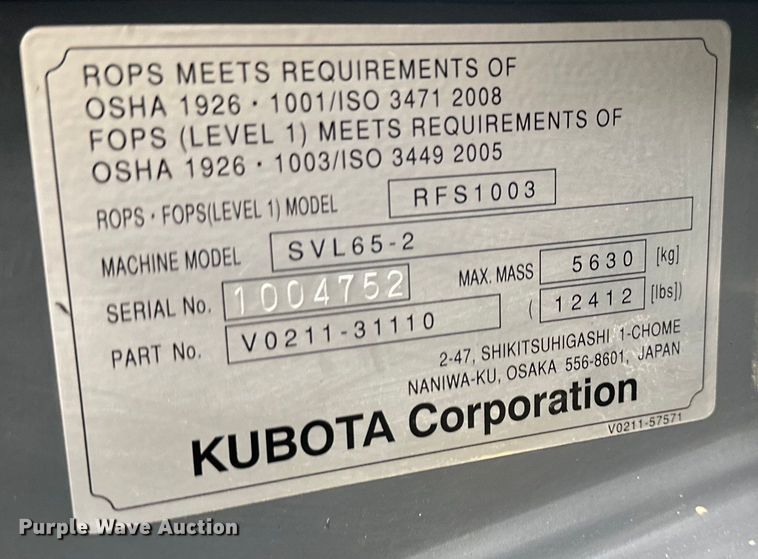 ROPS MEETS REQUIREMENTS OF
OSHA 1926・1001/ISO 3471 2008
FOPS (LEVEL 1) MEETS REQUIREMENTS OF
OSHA 1926・1003/ISO 3449 2005
ROPS・FOPS(LEVEL 1) MODEL RFS1003
MACHINE MODEL SVL65-2
SERIAL No. 1004752 MAX. MASS 5630 [kg]
PART No. V0211-31110 ( 12412 [lbs])
2-47, SHIKITSUHIGASHI 1-CHOME
NANIWA-KU, OSAKA 556-8601, JAPAN
KUBOTA Corporation
V0211-57571
Purple Wave Auction